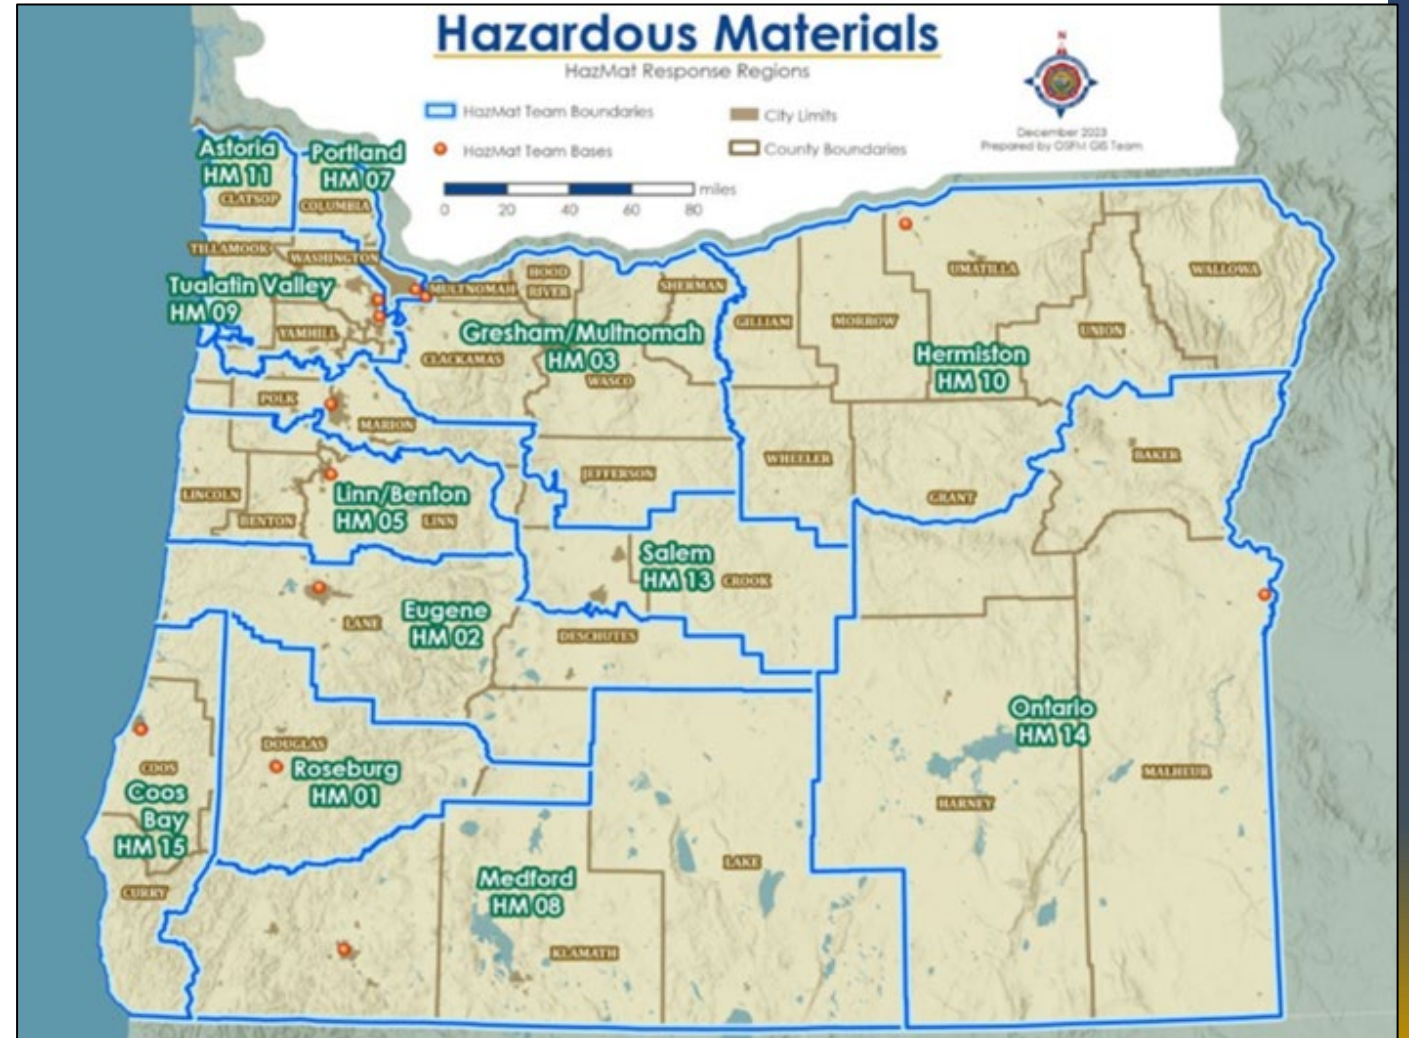 Hazardous Materials
HazMat Response Regions
HazMat Team Boundaries
City Limits
HazMat Team Bases
County Boundaries
miles
0 20 40 60 80
N
December 2023
Prepared by OSFM GIS Team
Astoria
HM 11
CLATSOP
Portland
HM 07
COLUMBIA
TILLAMOOK
WASHINGTON
Tualatin Valley
HM 09
YAMHILL
MULTNOMAH
HOOD
RIVER
SHERMAN
Gresham/Multnomah
HM 03
CLACKAMAS
WASCO
GILLIAM
MORROW
UMATILLA
WALLOWA
UNION
Hermiston
HM 10
POLK
MARION
JEFFERSON
WHEELER
GRANT
BAKER
LINCOLN
BENTON
Linn/Benton
HM 05
LINN
Salem
HM 13
CROOK
Eugene
HM 02
LANE
DESCHUTES
Ontario
HM 14
MALHEUR
HARNEY
DOUGLAS
Roseburg
HM 01
COOS
Coos
Bay
HM 15
CURRY
Medford
HM 08
LAKE
KLAMATH